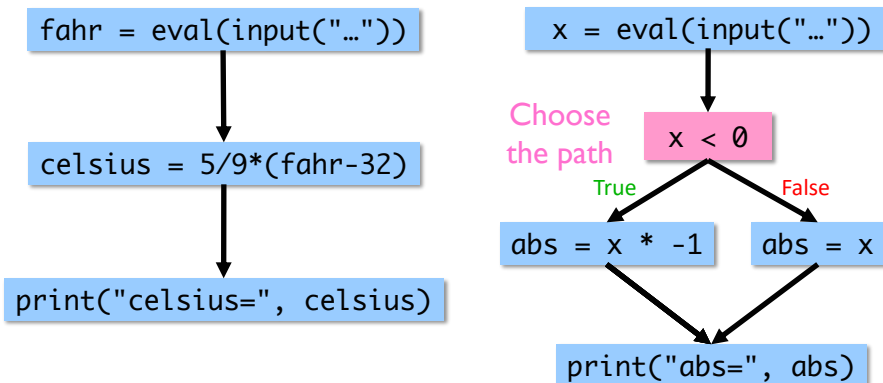 fahr = eval(input("…"))
celsius = 5/9*(fahr-32)
print("celsius=", celsius)
x = eval(input("…"))
Choose
the path
x < 0
True
False
abs = x * -1
abs = x
print("abs=", abs)